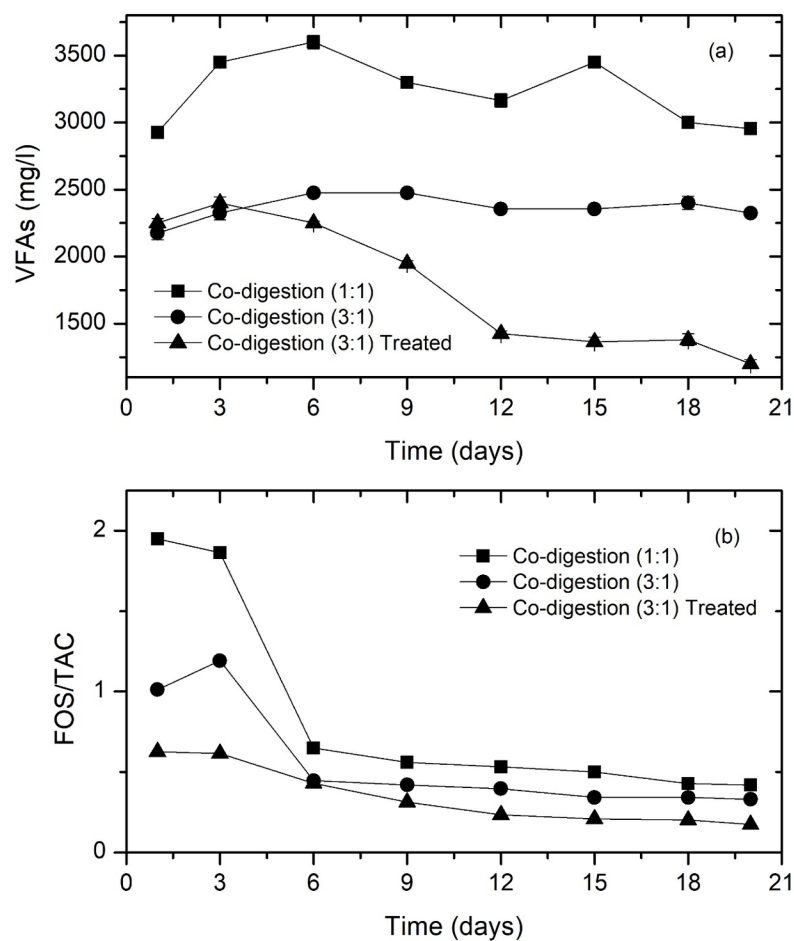 (a)
3500
3000
2500
2000
1500
VFAs (mg/l)
Co-digestion (1:1)
Co-digestion (3:1)
Co-digestion (3:1) Treated
0 3 6 9 12 15 18 21
Time (days)
(b)
2
1
0
FOS/TAC
Co-digestion (1:1)
Co-digestion (3:1)
Co-digestion (3:1) Treated
0 3 6 9 12 15 18 21
Time (days)